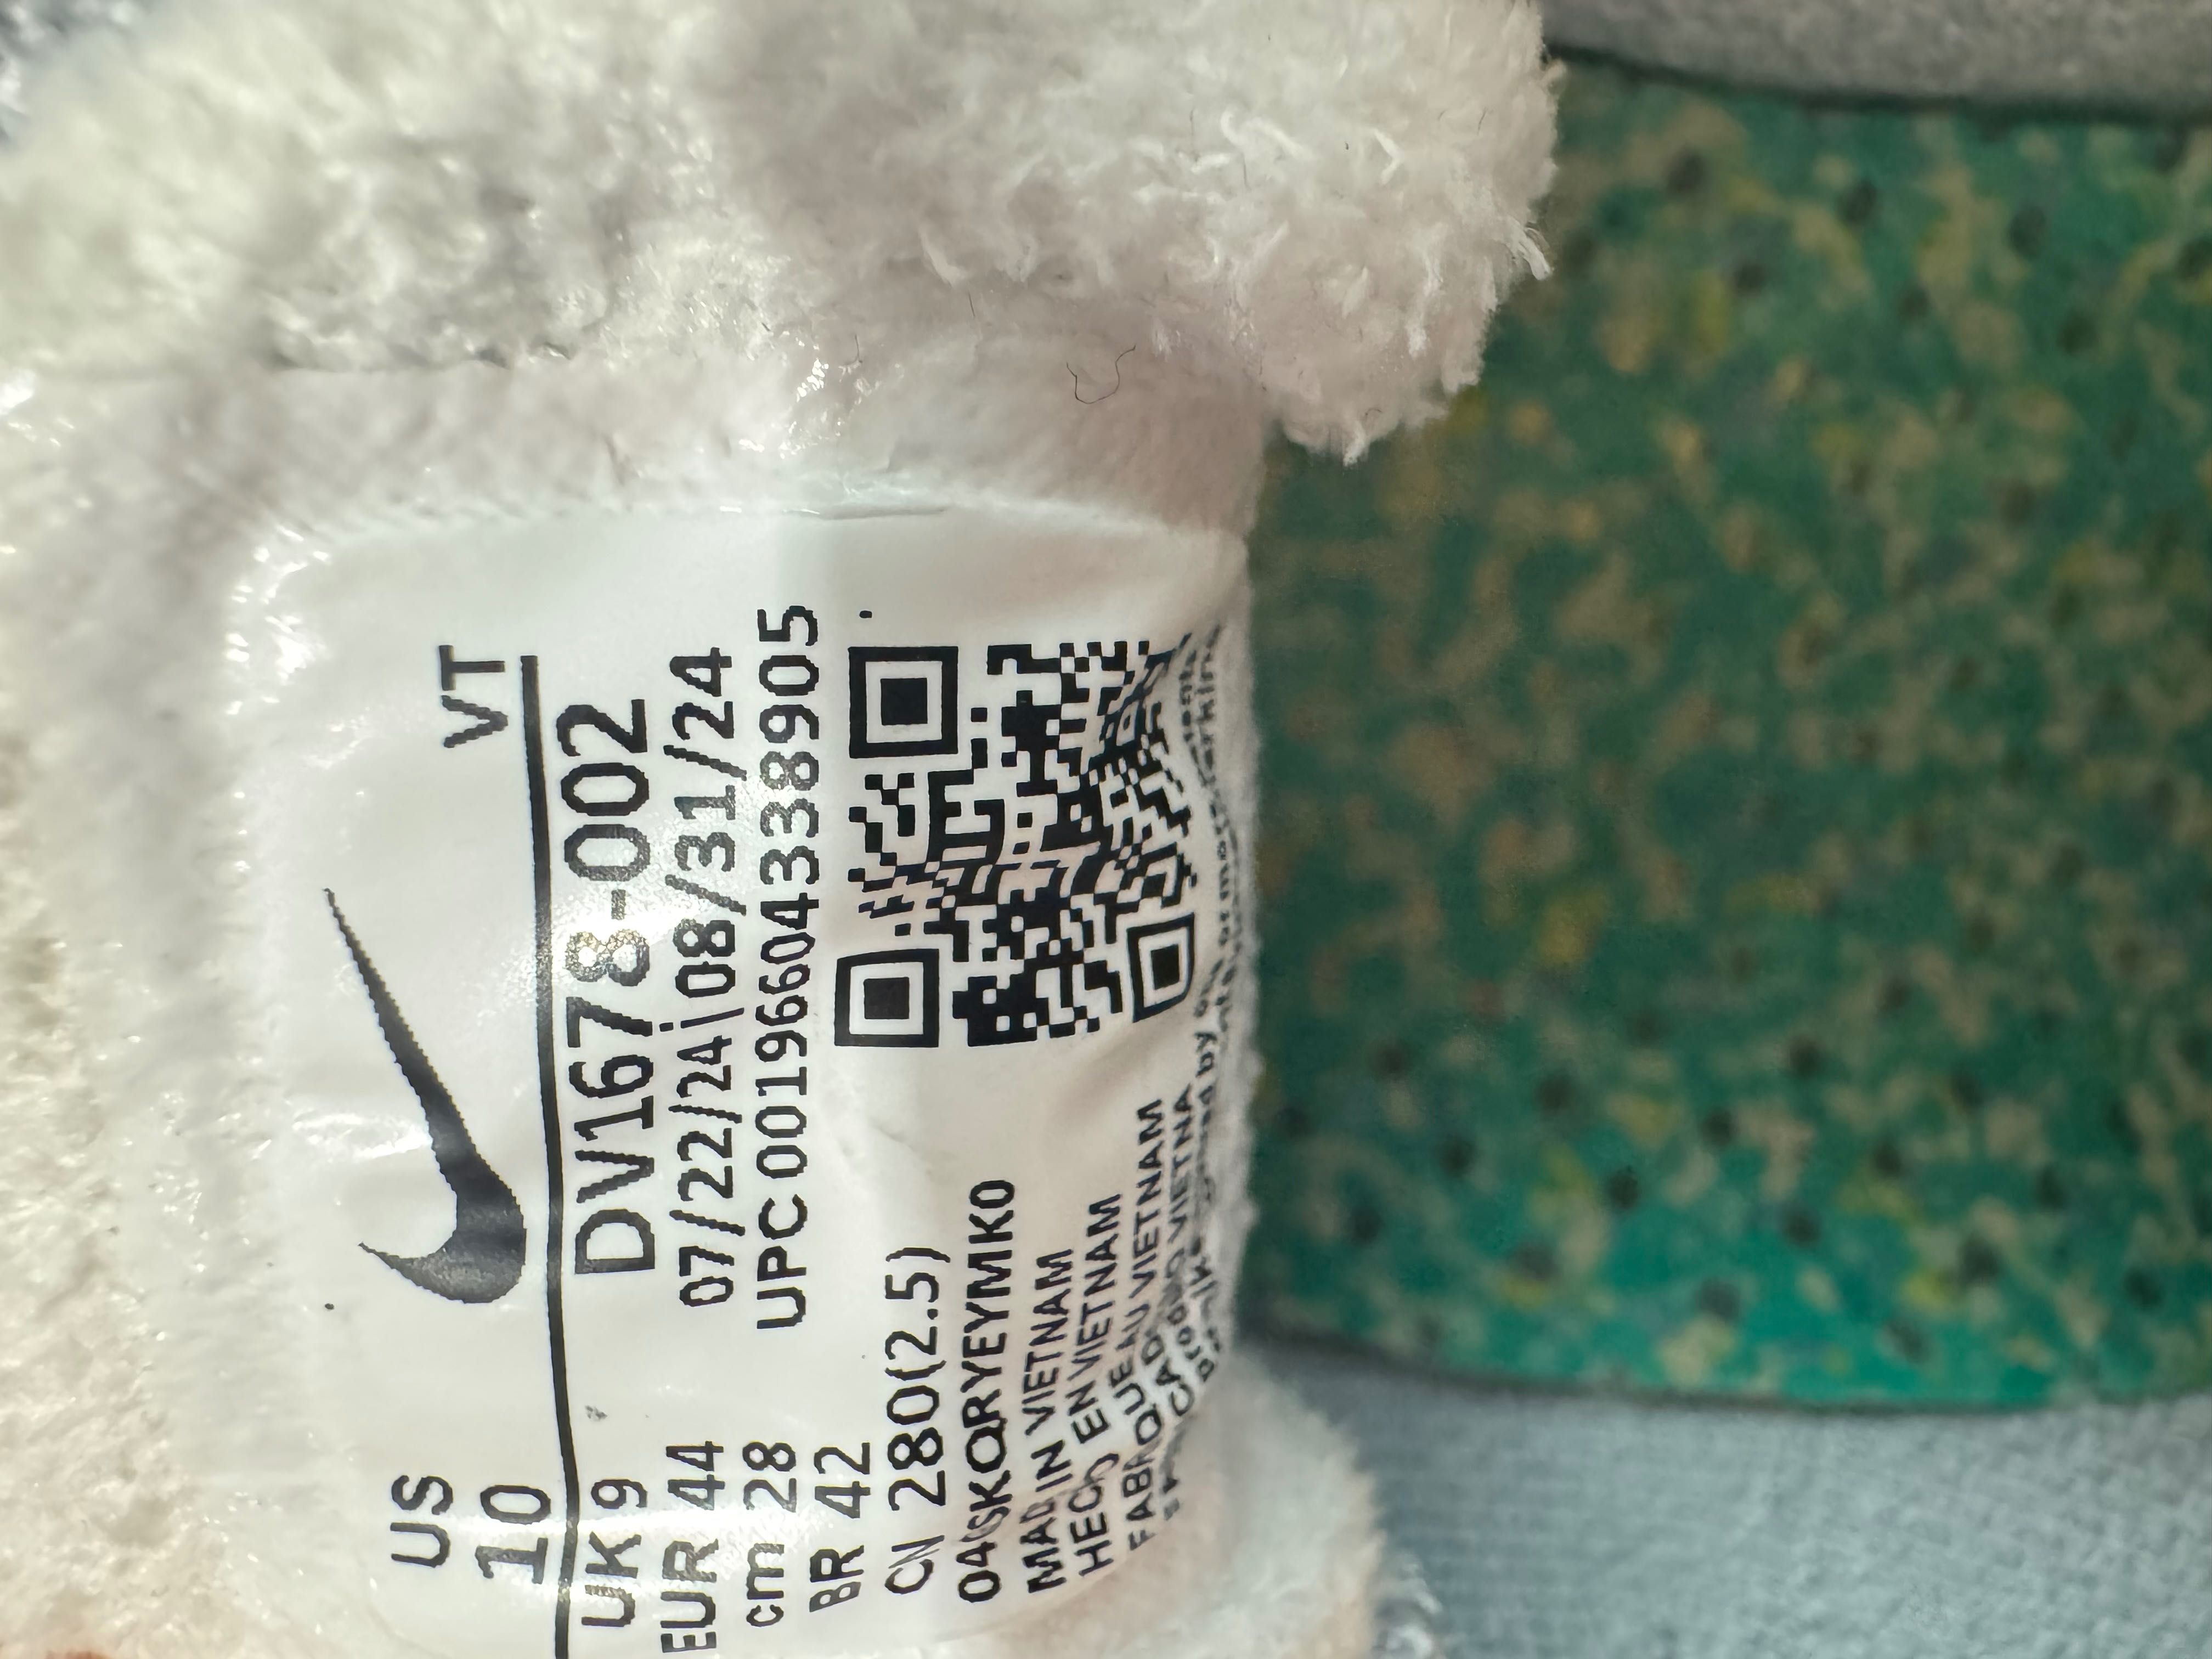 US VT
10
UK 9 DV1678-002
EUR 44 07/22/24|08/31/24
cm 28 UPC 00196604338905
BR 42
CN 280(2.5)
MADE IN VIETNAM
HECHO EN VIETNAM
FABRIQUE AU VIETNAM
by